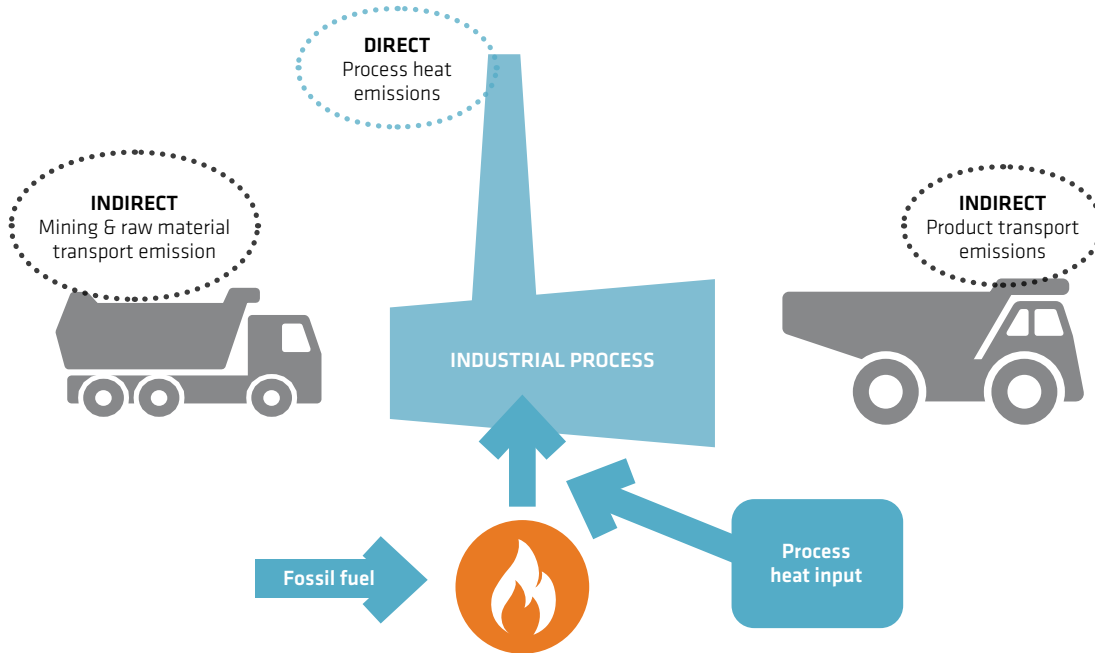 DIRECT
Process heat
emissions
INDIRECT
Mining & raw material
transport emission
INDIRECT
Product transport
emissions
INDUSTRIAL PROCESS
Fossil fuel
Process
heat input